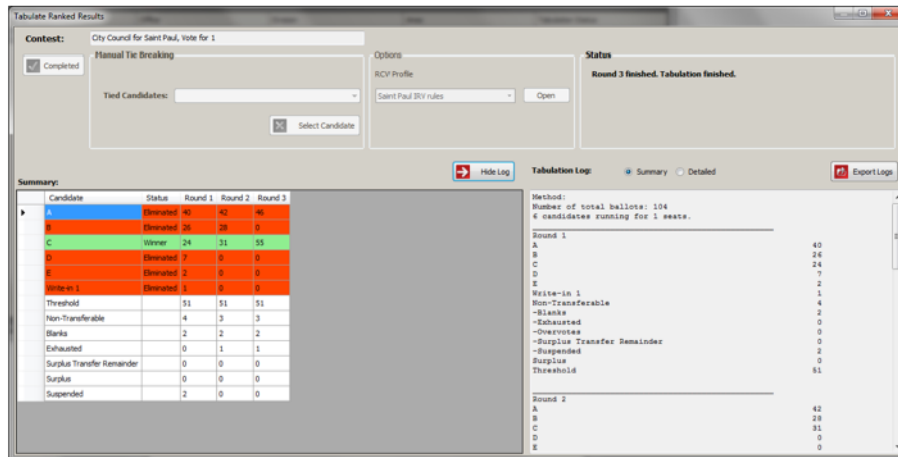 Tabulate Ranked Results
Contest: City Council for Saint Paul, Vote for 1
Completed
Manual Tie Breaking
Tied Candidates:
Select Candidate
Options
RCV Profile
Saint Paul IRV rules
Open
Status
Round 3 finished. Tabulation finished.
Hide Log
Tabulation Log: Summary Detailed
Export Logs
Summary:
Candidate Status Round 1 Round 2 Round 3
A Eliminated 40 42 46
B Eliminated 26 28 0
C Winner 24 31 55
D Eliminated 7 0 0
E Eliminated 2 0 0
Write-in 1 Eliminated 1 0 0
Threshold 51 51 51
Non-Transferable 4 3 3
Blanks 2 2 2
Exhausted 0 1 1
Surplus Transfer Remainder 0 0 0
Surplus 0 0 0
Suspended 2 0 0
Method:
Number of total ballots: 104
6 candidates running for 1 seats.
Round 1
A 40
B 26
C 24
D 7
E 2
Write-in 1 1
Non-Transferable 4
-Blanks 2
-Exhausted 0
-Overvotes 0
-Surplus Transfer Remainder 0
-Suspended 2
Surplus 0
Threshold 51
Round 2
A 42
B 28
C 31
D 0
E 0